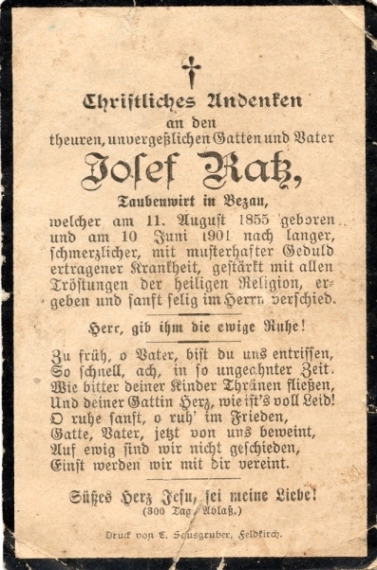 Christliches Andenken
an den
theuren, unvergeßlichen Gatten und Vater
Josef Ratz,
Taubenwirt in Bezau,
welcher am 11. August 1855 geboren
und am 10 Juni 1901 nach langer,
schmerzlicher, mit musterhafter Geduld
ertragener Krankheit, gestärkt mit allen
Tröstungen der heiligen Religion, er-
geben und sanft selig im Herrn verschied.
Herr, gib ihm die ewige Ruhe!
Zu früh, o Vater, bist du uns entrissen,
So schnell, ach, in so ungeahnter Zeit.
Wie bitter deiner Kinder Thränen fließen,
Und deiner Gattin Herz, wie ist's voll Leid!
O ruhe sanft, o ruh' im Frieden,
Gatte, Vater, jetzt von uns beweint,
Auf ewig sind wir nicht geschieden,
Einst werden wir mit dir vereint.
Süßes Herz Jesu, sei meine Liebe!
(300 Tag Ablaß.)
Druck von L. Sausgruber, Feldkirch.